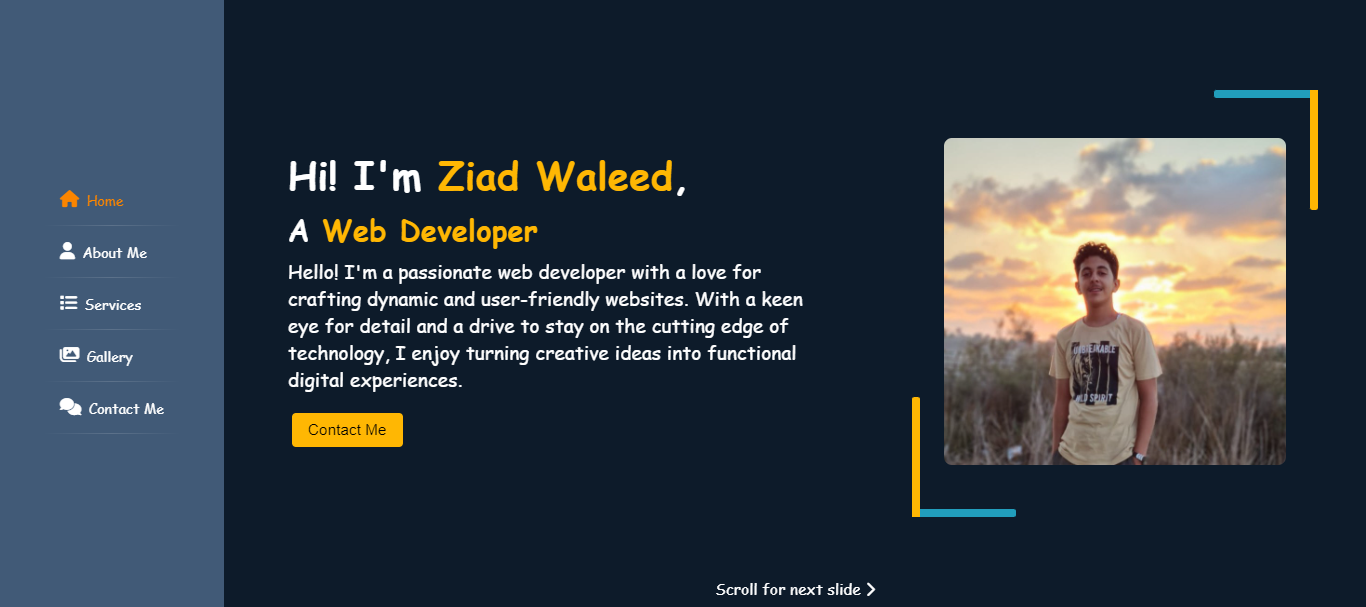 Home
About Me
Services
Gallery
Contact Me
Hi! I'm Ziad Waleed,
A Web Developer
Hello! I'm a passionate web developer with a love for
crafting dynamic and user-friendly websites. With a keen
eye for detail and a drive to stay on the cutting edge of
technology, I enjoy turning creative ideas into functional
digital experiences.
Contact Me
SPIRIT
Scroll for next slide